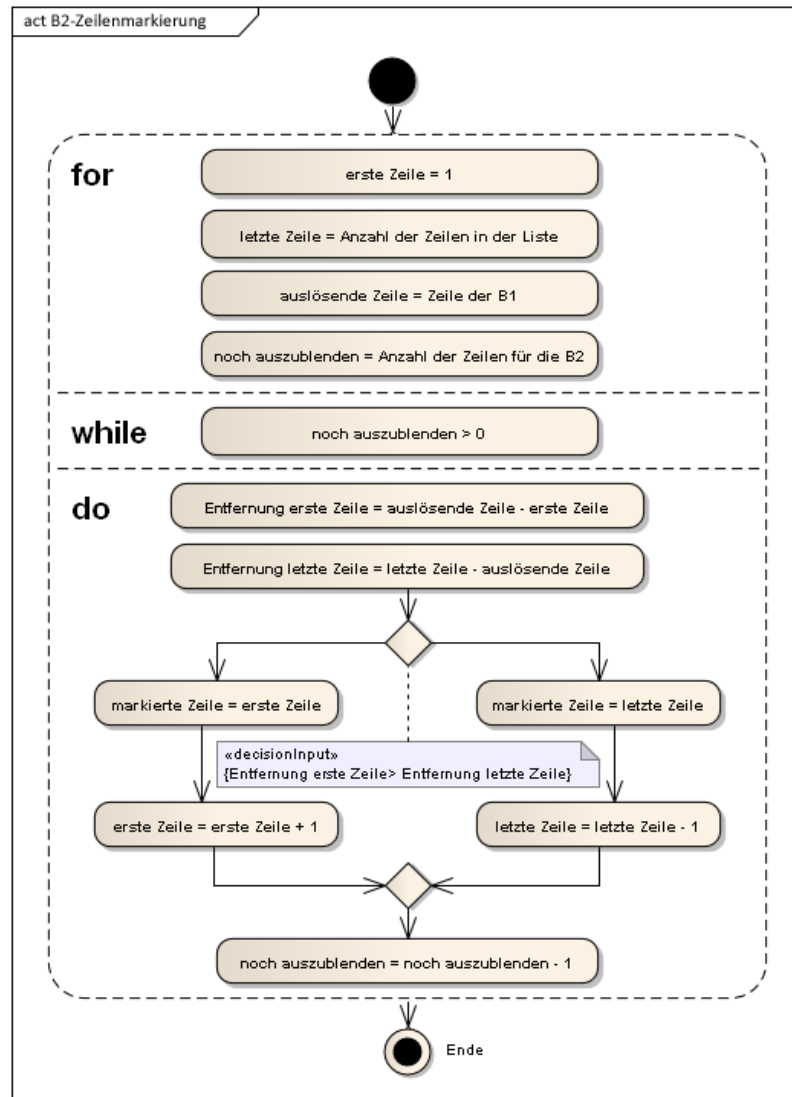 act B2-Zeilenmarkierung
for
erste Zeile = 1
letzte Zeile = Anzahl der Zeilen in der Liste
auslösende Zeile = Zeile der B1
noch auszublenden = Anzahl der Zeilen für die B2
while
noch auszublenden > 0
do
Entfernung erste Zeile = auslösende Zeile - erste Zeile
Entfernung letzte Zeile = letzte Zeile - auslösende Zeile
markierte Zeile = erste Zeile
markierte Zeile = letzte Zeile
«decisionInput»
{Entfernung erste Zeile> Entfernung letzte Zeile}
erste Zeile = erste Zeile + 1
letzte Zeile = letzte Zeile - 1
noch auszublenden = noch auszublenden - 1
Ende